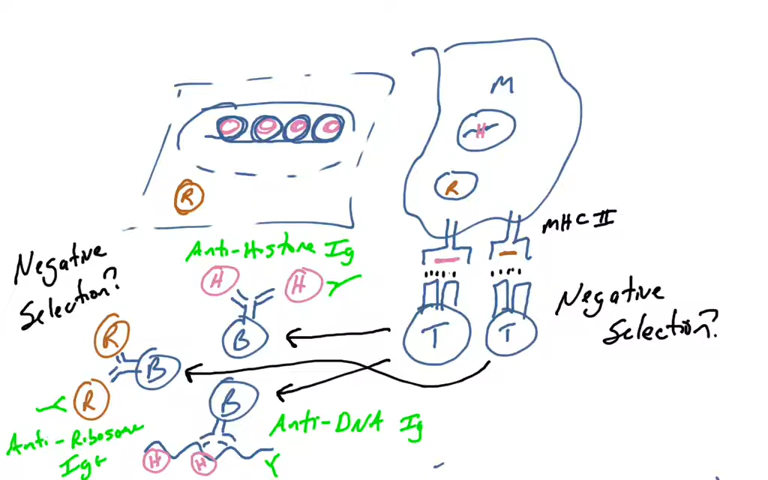 M
H
R
R
MHC II
Anti-Histone Ig
Negative
Selection?
H
H
B
T
T
Negative
Selection?
R
B
R
B
Anti-Ribosome
Ig
Anti-DNA Ig
H
H